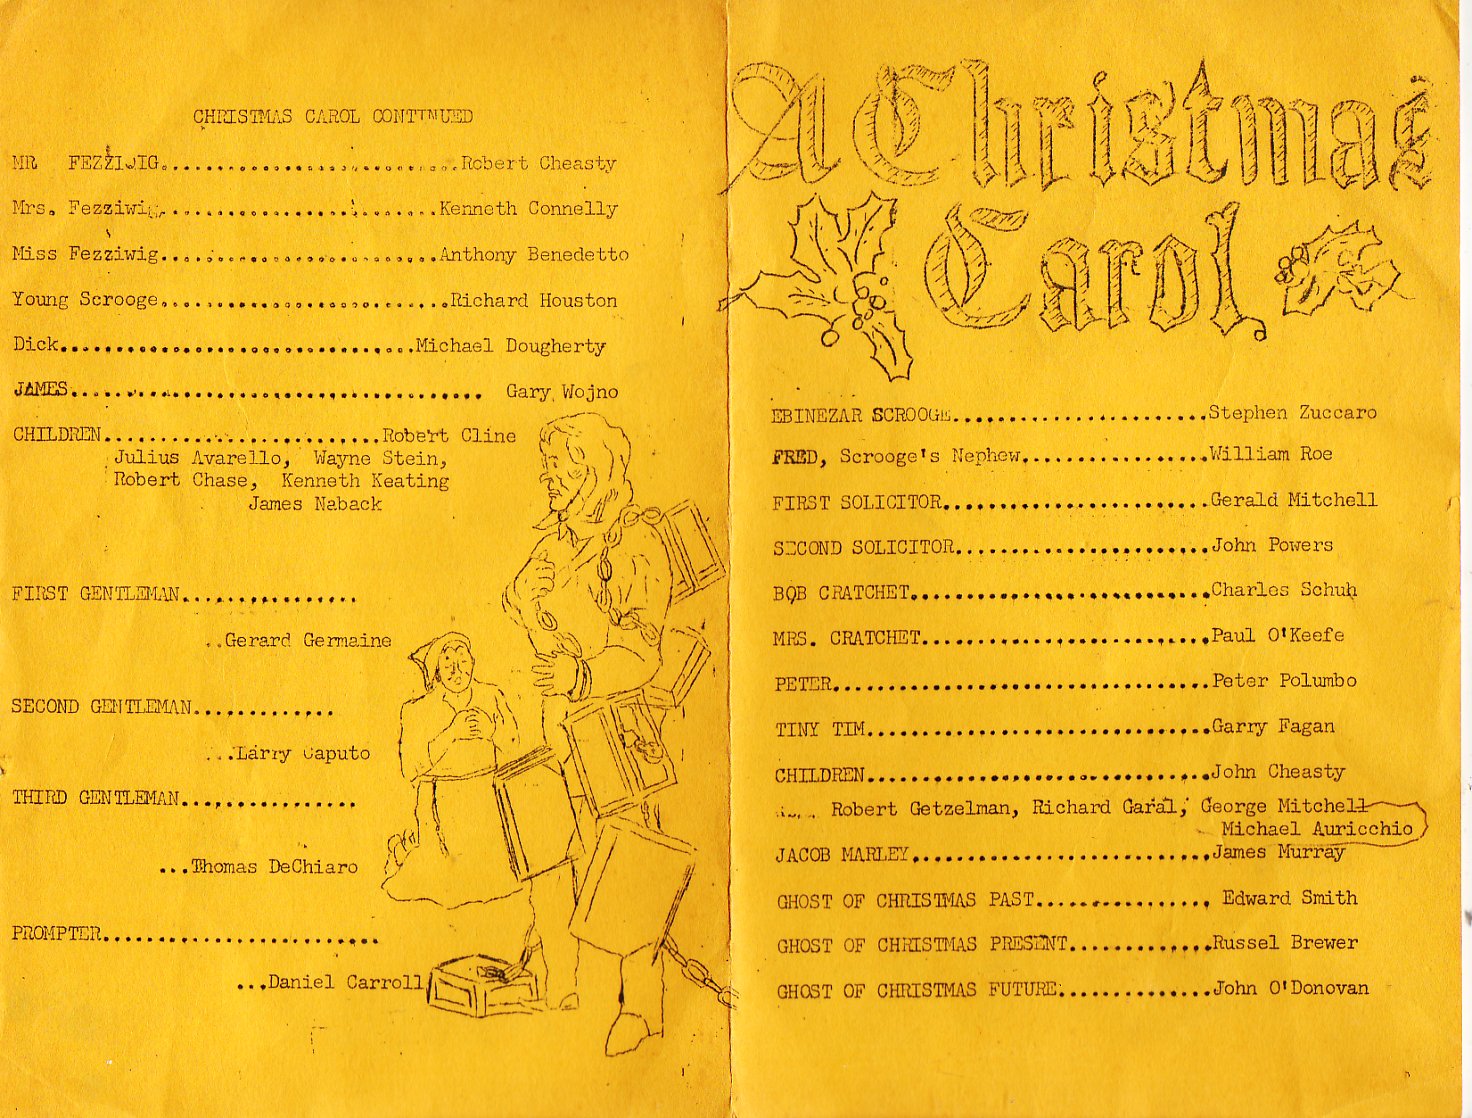 CHRISTMAS CAROL CONTINUED
MR FEZZIWIG..............................Robert Cheasty
Mrs. Fezziwig.............................Kenneth Connelly
Miss Fezziwig.............................Anthony Benedetto
Young Scrooge.............................Richard Houston
Dick......................................Michael Dougherty
JAMES..................................... Gary Wojno
CHILDREN.........................Robert Cline
Julius Avarello, Wayne Stein,
Robert Chase, Kenneth Keating
James Naback
FIRST GENTLEMAN................
..Gerard Germaine
SECOND GENTLEMAN.............
...Larry Caputo
THIRD GENTLEMAN................
...Thomas DeChiaro
PROMPTER.........................
...Daniel Carroll
A Christmas
Carol
EBINEZAR SCROOGE.......................Stephen Zuccaro
FRED, Scrooge's Nephew.................William Roe
FIRST SOLICITOR........................Gerald Mitchell
SECOND SOLICITOR.......................John Powers
BOB CRATCHET...........................Charles Schuh
MRS. CRATCHET..........................Paul O'Keefe
PETER..................................Peter Polumbo
TINY TIM...............................Garry Fagan
CHILDREN...............................John Cheasty
.... Robert Getzelman, Richard Garal, George Mitchell
Michael Auricchio
JACOB MARLEY...........................James Murray
GHOST OF CHRISTMAS PAST................ Edward Smith
GHOST OF CHRISTMAS PRESENT.............Russel Brewer
GHOST OF CHRISTMAS FUTURE..............John O'Donovan